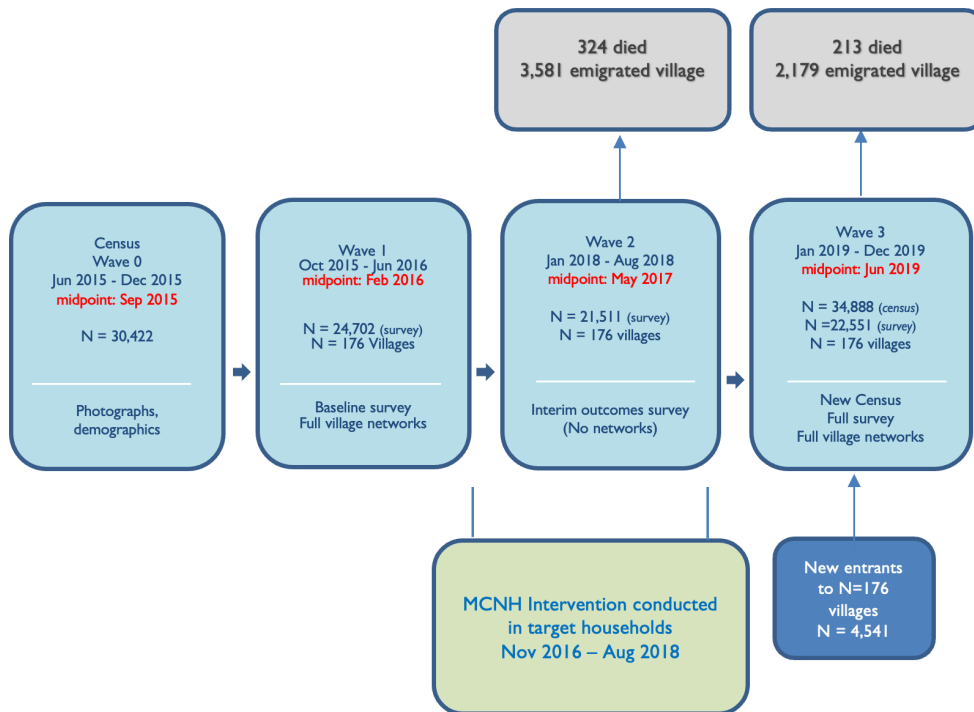 324 died
3,581 emigrated village
213 died
2,179 emigrated village
Census
Wave 0
Jun 2015 - Dec 2015
midpoint: Sep 2015
N = 30,422
Photographs,
demographics
Wave 1
Oct 2015 - Jun 2016
midpoint: Feb 2016
N = 24,702 (survey)
N = 176 Villages
Baseline survey
Full village networks
Wave 2
Jan 2018 - Aug 2018
midpoint: May 2017
N = 21,511 (survey)
N = 176 villages
Interim outcomes survey
(No networks)
Wave 3
Jan 2019 - Dec 2019
midpoint: Jun 2019
N = 34,888 (census)
N =22,551 (survey)
N = 176 villages
New Census
Full survey
Full village networks
MCNH Intervention conducted
in target households
Nov 2016 – Aug 2018
New entrants
to N=176
villages
N = 4,541